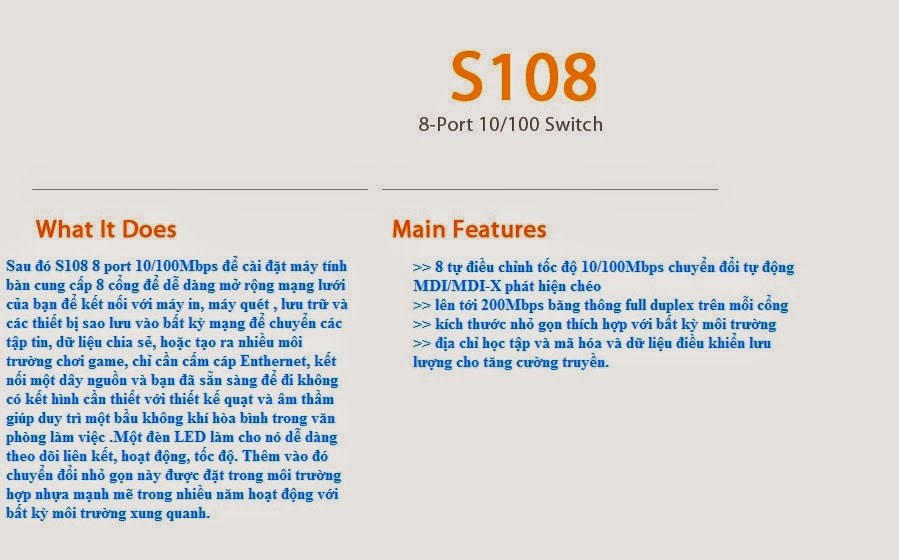 S108
8-Port 10/100 Switch
What It Does
Sau đó S108 8 port 10/100Mbps để cài đặt máy tính
bàn cung cấp 8 cổng để dễ dàng mở rộng mạng lưới
của bạn để kết nối với máy in, máy quét , lưu trữ và
các thiết bị sao lưu vào bất kỳ mạng để chuyển các
tập tin, dữ liệu chia sẻ, hoặc tạo ra nhiều môi
trường chơi game, chỉ cần cấm cáp Enthernet, kết
nối một dây nguồn và bạn đã sẵn sàng để đi không
có kết hình cần thiết với thiết kế quạt và âm thầm
giúp duy trì một bầu không khí hòa bình trong văn
phòng làm việc .Một đèn LED làm cho nó dễ dàng
theo dõi liên kết, hoạt động, tốc độ. Thêm vào đó
chuyển đổi nhỏ gọn này được đặt trong môi trường
hợp nhựa mạnh mẽ trong nhiều năm hoạt động với
bất kỳ môi trường xung quanh.
Main Features
>> 8 tự điều chỉnh tốc độ 10/100Mbps chuyển đổi tự động
MDI/MDI-X phát hiện chéo
>> lên tới 200Mbps băng thông full duplex trên mỗi cổng
>> kích thước nhỏ gọn thích hợp với bất kỳ môi trường
>> địa chỉ học tập và mã hóa và dữ liệu điều khiển lưu
lượng cho tăng cường truyền.